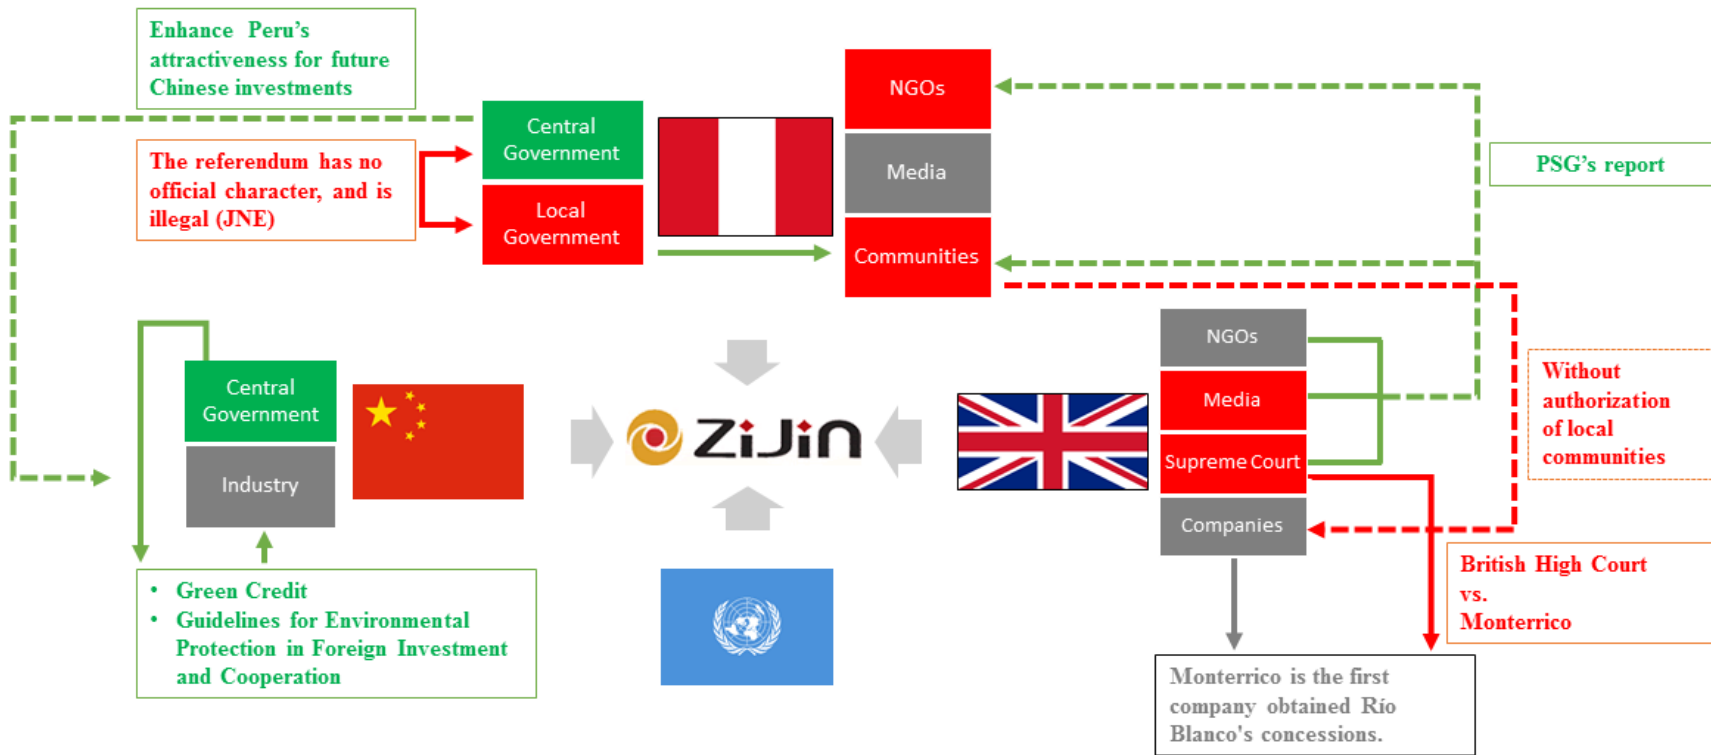 Enhance Peru's
attractiveness for future
Chinese investments
The referendum has no
official character, and is
illegal (JNE)
Central
Government
Local
Government
NGOs
Media
Communities
PSG's report
Central
Government
Industry
• Green Credit
• Guidelines for Environmental
Protection in Foreign Investment
and Cooperation
ZiJin
NGOs
Media
Supreme Court
Companies
Without
authorization
of local
communities
British High Court
vs.
Monterrico
Monterrico is the first
company obtained Río
Blanco's concessions.